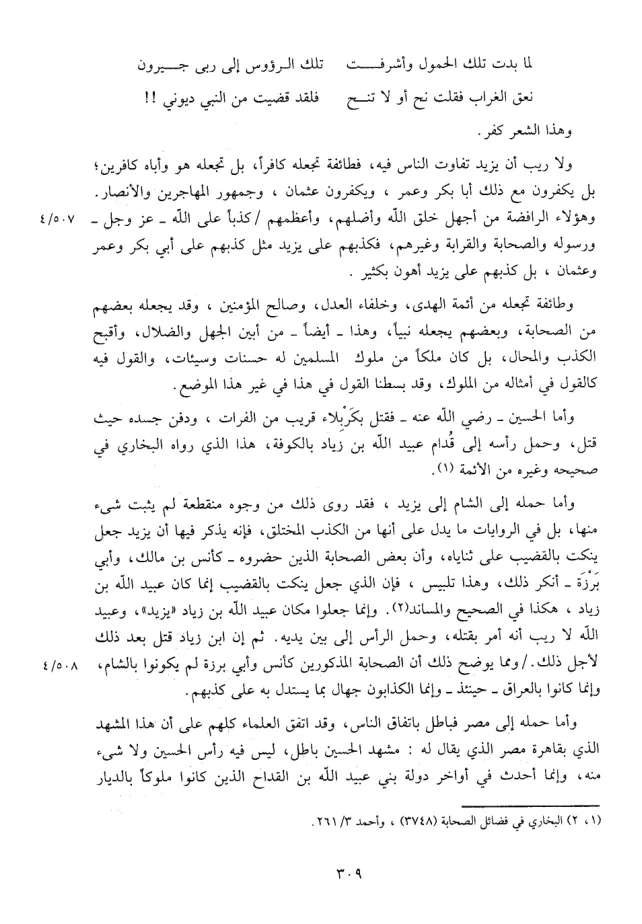 لما بدت تلك الحمول وأشرفـــت تلك الـرؤوس إلى ربى جـــيرون
نعق الغراب فقلت نح أو لا تنـــح فلقد قضيت من النبي ديوني !!
وهذا الشعر كفر.
ولا ريب أن يزيد تفاوت الناس فيه، فطائفة تجعله كافراً، بل تجعله هو وأباه كافرين؛
بل يكفرون مع ذلك أبا بكر وعمر ، ويكفرون عثمان ، وجمهور المهاجرين والأنصار.
وهؤلاء الرافضة من أجهل خلق الله وأضلهم، وأعظمهم / كذباً على الله ـ عز وجل ـ ٤/٥٠٧
ورسوله والصحابة والقرابة وغيرهم، فكذبهم على يزيد مثل كذبهم على أبي بكر وعمر
وعثمان ، بل كذبهم على يزيد أهون بكثير .
وطائفة تجعله من أئمة الهدى، وخلفاء العدل، وصالح المؤمنين ، وقد يجعله بعضهم
من الصحابة، وبعضهم يجعله نبياً، وهذا ـ أيضاً ـ من أبين الجهل والضلال، وأقبح
الكذب والمحال، بل كان ملكاً من ملوك المسلمين له حسنات وسيئات، والقول فيه
كالقول في أمثاله من الملوك، وقد بسطنا القول في هذا في غير هذا الموضع.
وأما الحسين ـ رضي الله عنه ـ فقتل بكَرْبِلاء قريب من الفرات ، ودفن جسده حيث
قتل، وحمل رأسه إلى قُدام عبيد الله بن زياد بالكوفة، هذا الذي رواه البخاري في
صحيحه وغيره من الأئمة (١).
وأما حمله إلى الشام إلى يزيد ، فقد روى ذلك من وجوه منقطعة لم يثبت شىء
منها، بل في الروايات ما يدل على أنها من الكذب المختلق، فإنه يذكر فيها أن يزيد جعل
ينكت بالقضيب على ثناياه، وأن بعض الصحابة الذين حضروه ـ كأنس بن مالك، وأبي
بَرْزَة ـ أنكر ذلك، وهذا تلبيس ، فإن الذي جعل ينكت بالقضيب إنما كان عبيد الله بن
زياد ، هكذا في الصحيح والمساند(٢). وإنما جعلوا مكان عبيد الله بن زياد «يزيد»، وعبيد
الله لا ريب أنه أمر بقتله، وحمل الرأس إلى بين يديه. ثم إن ابن زياد قتل بعد ذلك
لأجل ذلك./ ومما يوضح ذلك أن الصحابة المذكورين كأنس وأبي برزة لم يكونوا بالشام، ٤/٥٠٨
وإنما كانوا بالعراق ـ حينئذ ـ وإنما الكذابون جهال بما يستدل به على كذبهم.
وأما حمله إلى مصر فباطل باتفاق الناس، وقد اتفق العلماء كلهم على أن هذا المشهد
الذي بقاهرة مصر الذي يقال له : مشهد الحسين باطل، ليس فيه رأس الحسين ولا شىء
منه، وإنما أحدث في أواخر دولة بني عبيد الله بن القداح الذين كانوا ملوكاً بالديار
(١، ٢) البخاري في فضائل الصحابة (٣٧٤٨) ، وأحمد ٢٦١/٣.
٣٠٩